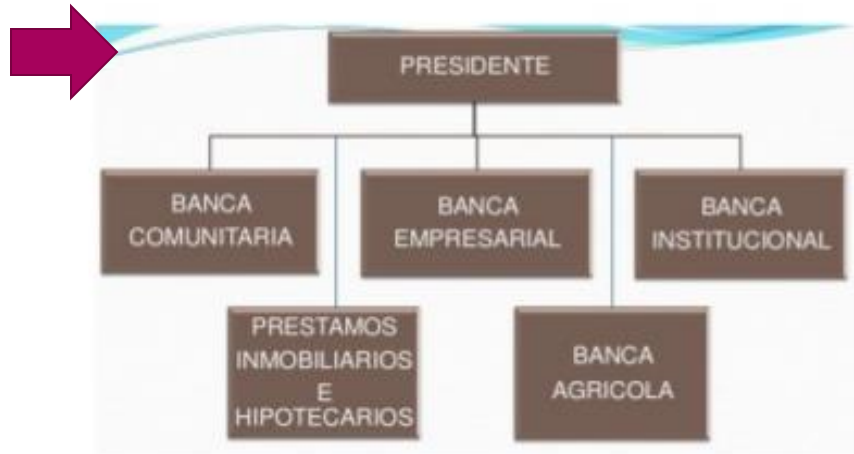 PRESIDENTE
BANCA
COMUNITARIA
BANCA
EMPRESARIAL
BANCA
INSTITUCIONAL
PRESTAMOS
INMOBILIARIOS
E
HIPOTECARIOS
BANCA
AGRICOLA